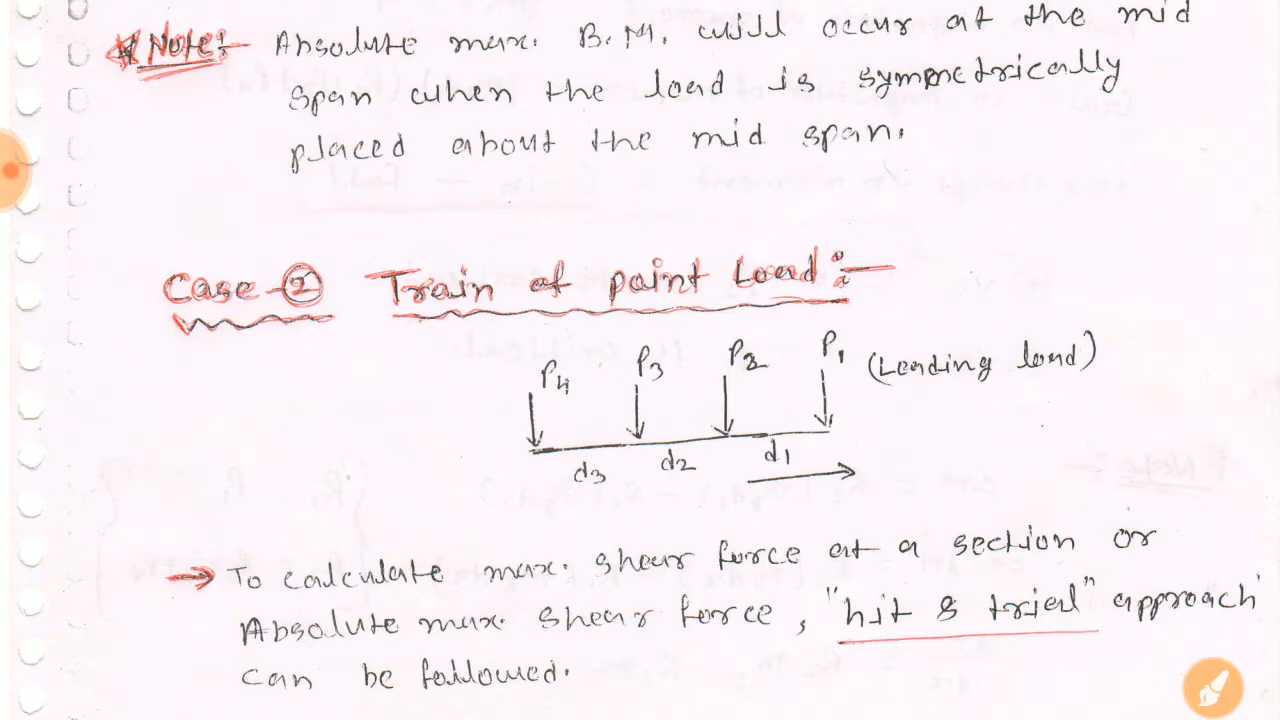 * Note:- Absolute max. B.M. will occur at the mid
span when the load is symmetrically
placed about the mid span.
Case-② Train of point Load:-
P4 P3 P2 P1 (Leading load)
d3 d2 d1
→ To calculate max. shear force at a section or
Absolute max. shear force, "hit & trial" approach
can be followed.